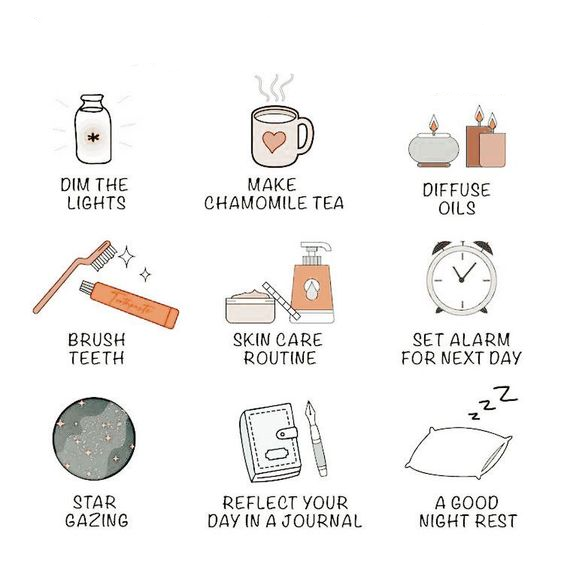 DIM THE
LIGHTS
MAKE
CHAMOMILE TEA
DIFFUSE
OILS
Toothpaste
BRUSH
TEETH
SKIN CARE
ROUTINE
SET ALARM
FOR NEXT DAY
STAR
GAZING
REFLECT YOUR
DAY IN A JOURNAL
Z Z Z
A GOOD
NIGHT REST